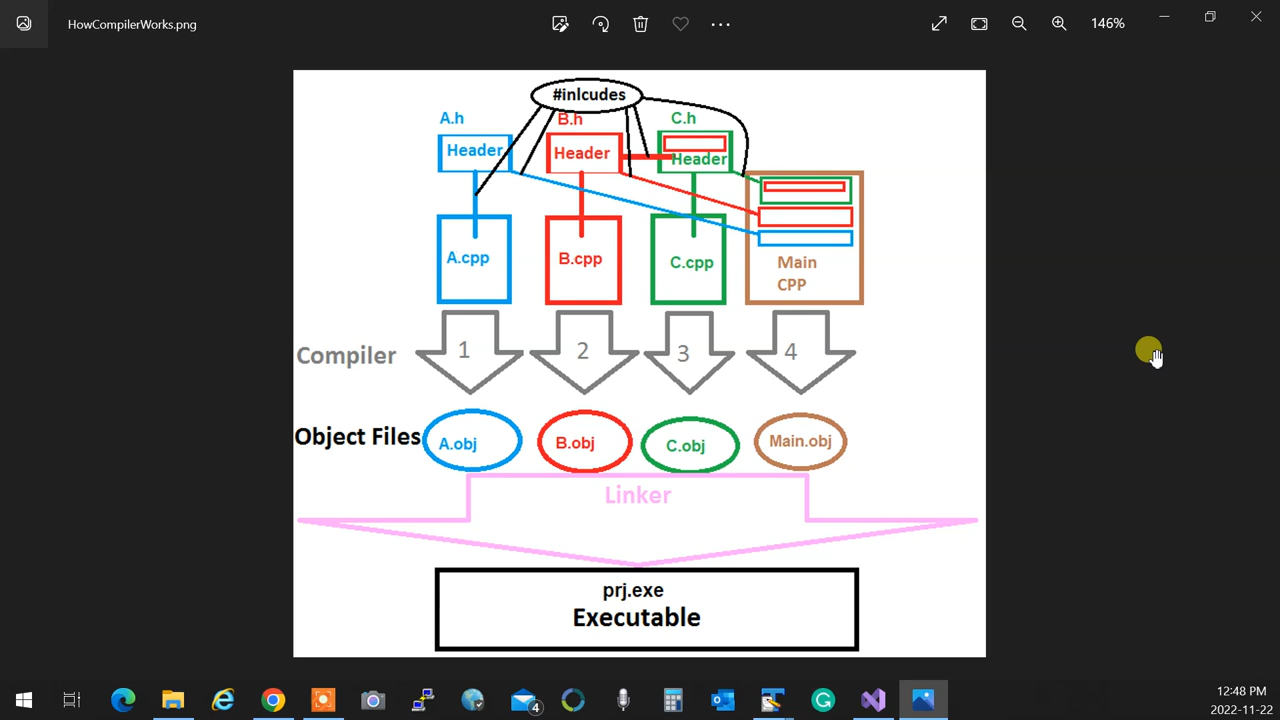 HowCompilerWorks.png
146%
#inlcudes
A.h
B.h
C.h
Header
Header
Header
A.cpp
B.cpp
C.cpp
Main
CPP
Compiler
1
2
3
4
Object Files
A.obj
B.obj
C.obj
Main.obj
Linker
prj.exe
Executable
4
12:48 PM
2022-11-22